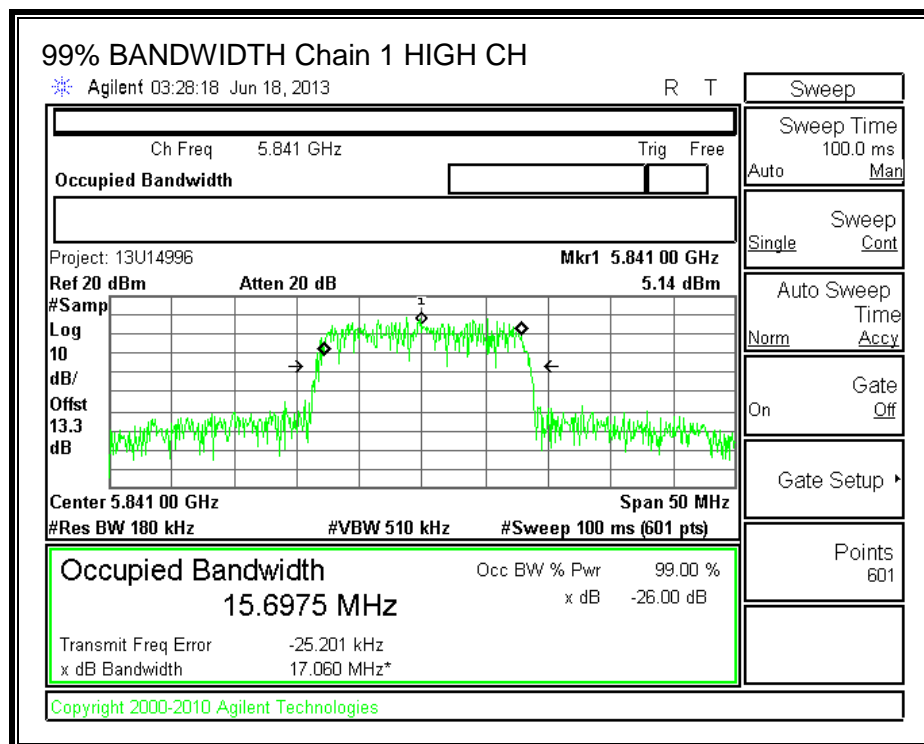 99% BANDWIDTH Chain 1 HIGH CH
Agilent 03:28:18 Jun 18, 2013 R T
Sweep
Ch Freq 5.841 GHz Trig Free
Occupied Bandwidth
Sweep Time
100.0 ms
Auto Man
Sweep
Single Cont
Project: 13U14996 Mkr1 5.841 00 GHz
Ref 20 dBm Atten 20 dB 5.14 dBm
#Samp
Log
10
dB/
Offst
13.3
dB
1
Auto Sweep
Time
Norm Accy
Gate
On Off
Gate Setup
Center 5.841 00 GHz Span 50 MHz
#Res BW 180 kHz #VBW 510 kHz #Sweep 100 ms (601 pts)
Points
601
Occupied Bandwidth Occ BW % Pwr 99.00 %
15.6975 MHz x dB -26.00 dB
Transmit Freq Error -25.201 kHz
x dB Bandwidth 17.060 MHz*
Copyright 2000-2010 Agilent Technologies